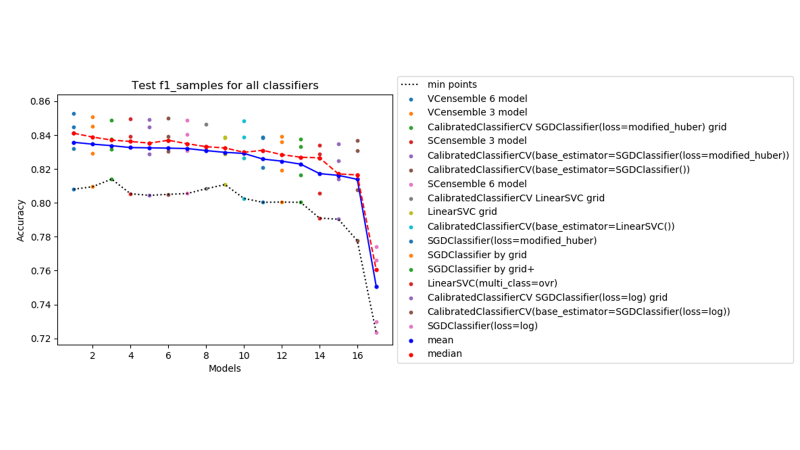 Test f1_samples for all classifiers
0.86
0.84
0.82
0.80
0.78
0.76
0.74
0.72
Accuracy
2 4 6 8 10 12 14 16
Models
min points
VCensemble 6 model
VCensemble 3 model
CalibratedClassifierCV SGDClassifier(loss=modified_huber) grid
SCensemble 3 model
CalibratedClassifierCV(base_estimator=SGDClassifier(loss=modified_huber))
CalibratedClassifierCV(base_estimator=SGDClassifier())
SCensemble 6 model
CalibratedClassifierCV LinearSVC grid
LinearSVC grid
CalibratedClassifierCV(base_estimator=LinearSVC())
SGDClassifier(loss=modified_huber)
SGDClassifier by grid
SGDClassifier by grid+
LinearSVC(multi_class=ovr)
CalibratedClassifierCV SGDClassifier(loss=log) grid
CalibratedClassifierCV(base_estimator=SGDClassifier(loss=log))
SGDClassifier(loss=log)
mean
median